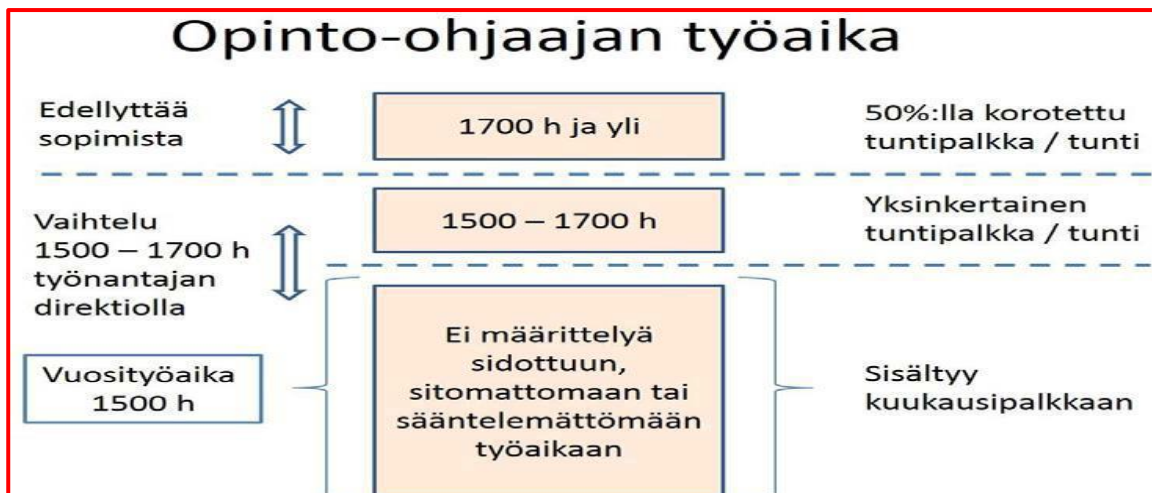 Opinto-ohjaajan työaika
Edellyttää
sopimista
1700 h ja yli
50%:lla korotettu
tuntipalkka / tunti
Vaihtelu
1500 – 1700 h
työnantajan
direktiolla
1500 – 1700 h
Yksinkertainen
tuntipalkka / tunti
Vuosityöaika
1500 h
Ei määrittelyä
sidottuun,
sitomattomaan tai
sääntelemättömään
työaikaan
Sisältyy
kuukausipalkkaan